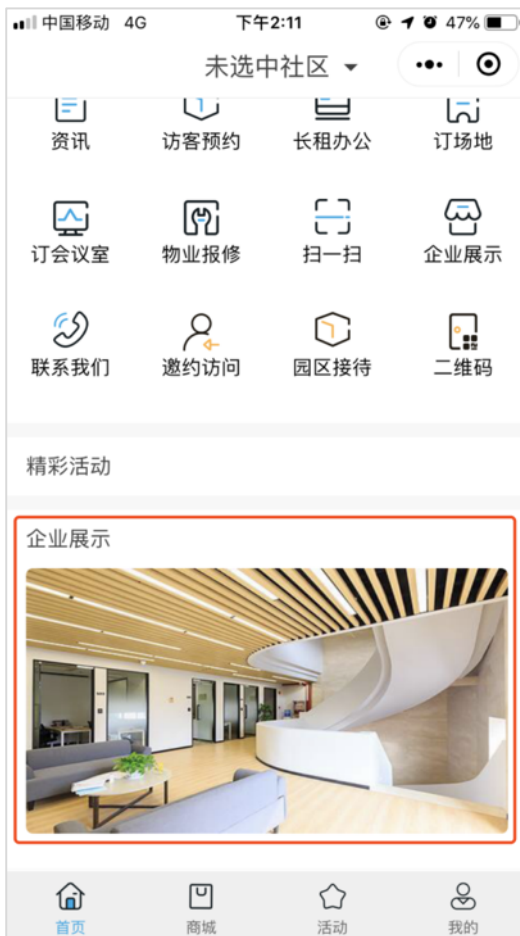 中国移动 4G 下午2:11 47%
未选中社区
资讯 访客预约 长租办公 订场地
订会议室 物业报修 扫一扫 企业展示
联系我们 邀约访问 园区接待 二维码
精彩活动
企业展示
首页 商城 活动 我的